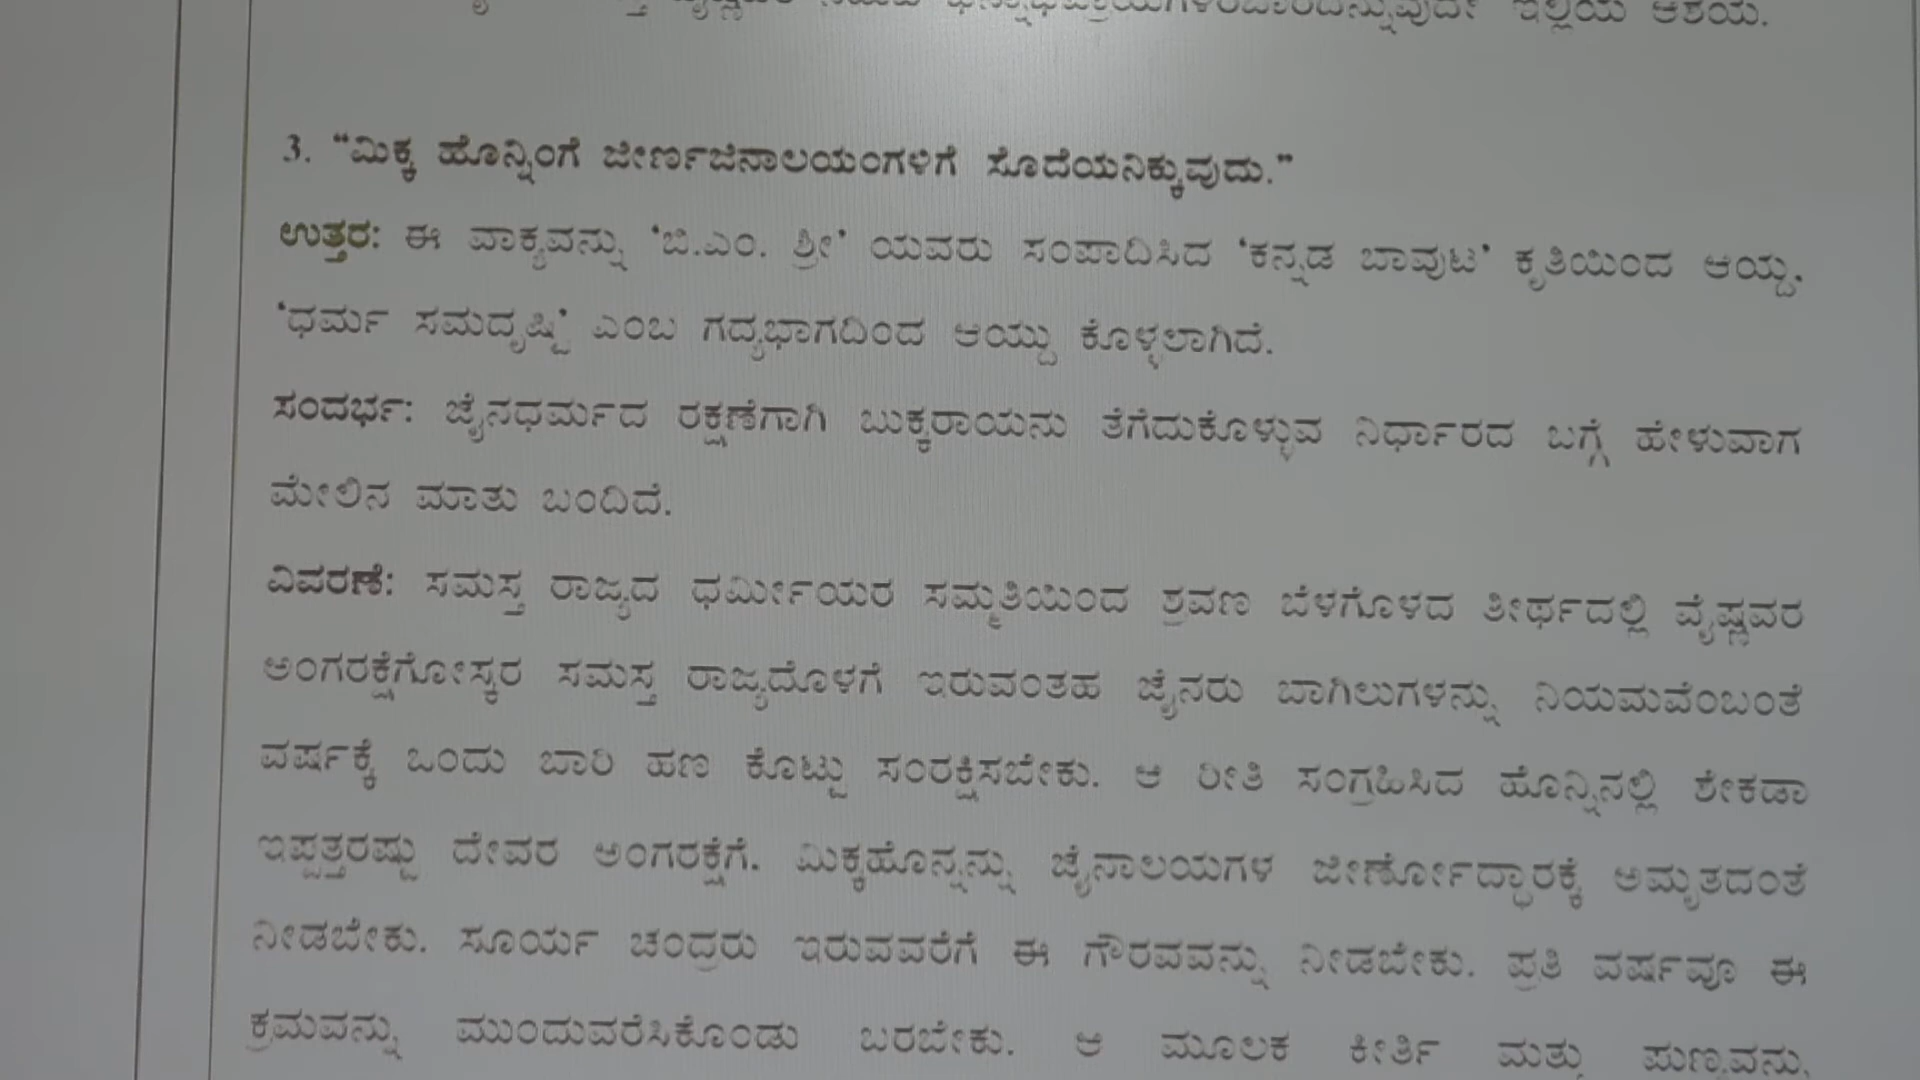 ಇಲ್ಲಿಯ ಆಶಯ.
3. “ಮಿಕ್ಕ ಹೊನ್ನಿಂಗೆ ಜೀರ್ಣಜಿನಾಲಯಂಗಳಿಗೆ ಸೊದೆಯನಿಕ್ಕುವುದು.”
ಉತ್ತರ: ಈ ವಾಕ್ಯವನ್ನು ‘ಬಿ.ಎಂ. ಶ್ರೀ’ ಯವರು ಸಂಪಾದಿಸಿದ ‘ಕನ್ನಡ ಬಾವುಟ’ ಕೃತಿಯಿಂದ ಆಯ್ದ,
‘ಧರ್ಮ ಸಮದೃಷ್ಟಿ’ ಎಂಬ ಗದ್ಯಭಾಗದಿಂದ ಆಯ್ದು ಕೊಳ್ಳಲಾಗಿದೆ.
ಸಂದರ್ಭ: ಜೈನಧರ್ಮದ ರಕ್ಷಣೆಗಾಗಿ ಬುಕ್ಕರಾಯನು ತೆಗೆದುಕೊಳ್ಳುವ ನಿರ್ಧಾರದ ಬಗ್ಗೆ ಹೇಳುವಾಗ
ಮೇಲಿನ ಮಾತು ಬಂದಿದೆ.
ವಿವರಣೆ: ಸಮಸ್ತ ರಾಜ್ಯದ ಧರ್ಮೀಯರ ಸಮ್ಮತಿಯಿಂದ ಶ್ರವಣ ಬೆಳಗೊಳದ ತೀರ್ಥದಲ್ಲಿ ವೈಷ್ಣವರ
ಅಂಗರಕ್ಷೆಗೋಸ್ಕರ ಸಮಸ್ತ ರಾಜ್ಯದೊಳಗೆ ಇರುವಂತಹ ಜೈನರು ಬಾಗಿಲುಗಳನ್ನು ನಿಯಮವೆಂಬಂತೆ
ವರ್ಷಕ್ಕೆ ಒಂದು ಬಾರಿ ಹಣ ಕೊಟ್ಟು ಸಂರಕ್ಷಿಸಬೇಕು. ಆ ರೀತಿ ಸಂಗ್ರಹಿಸಿದ ಹೊನ್ನಿನಲ್ಲಿ ಶೇಕಡಾ
ಇಪ್ಪತ್ತರಷ್ಟು ದೇವರ ಅಂಗರಕ್ಷೆಗೆ. ಮಿಕ್ಕಹೊನ್ನನ್ನು ಜೈನಾಲಯಗಳ ಜೀರ್ಣೋದ್ಧಾರಕ್ಕೆ ಅಮೃತದಂತೆ
ನೀಡಬೇಕು. ಸೂರ್ಯ ಚಂದ್ರರು ಇರುವವರೆಗೆ ಈ ಗೌರವವನ್ನು ನೀಡಬೇಕು. ಪ್ರತಿ ವರ್ಷವೂ ಈ
ಕ್ರಮವನ್ನು ಮುಂದುವರೆಸಿಕೊಂಡು ಬರಬೇಕು. ಆ ಮೂಲಕ ಕೀರ್ತಿ ಮತ್ತು ಪುಣ್ಯವನ್ನು